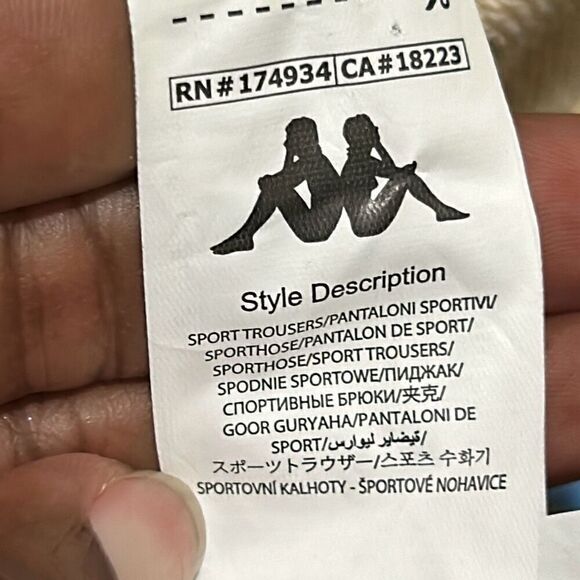 RN#174934 CA#18223
Style Description
SPORT TROUSERS/PANTALONI SPORTIVI/
SPORTHOSE/PANTALON DE SPORT/
SPORTHOSE/SPORT TROUSERS/
SPODNIE SPORTOWE/ПИДЖАК/
СПОРТИВНЫЕ БРЮКИ/夹克/
GOOR GURYAHA/PANTALONI DE
SPORT/قيضاير ليوارس/
スポーツトラウザー/스포츠 수화기
SPORTOVNÍ KALHOTY - ŠPORTOVÉ NOHAVICE